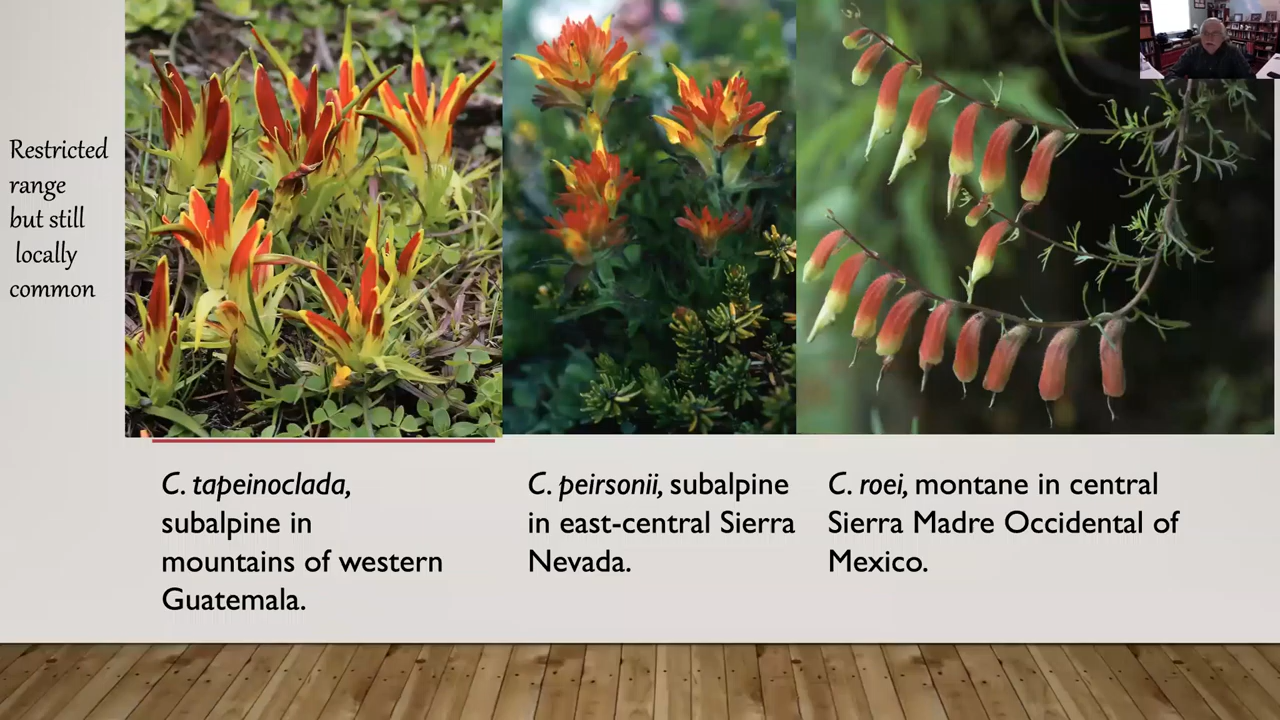 Restricted
range
but still
locally
common
C. tapeinoclada,
subalpine in
mountains of western
Guatemala.
C. peirsonii, subalpine
in east-central Sierra
Nevada.
C. roei, montane in central
Sierra Madre Occidental of
Mexico.